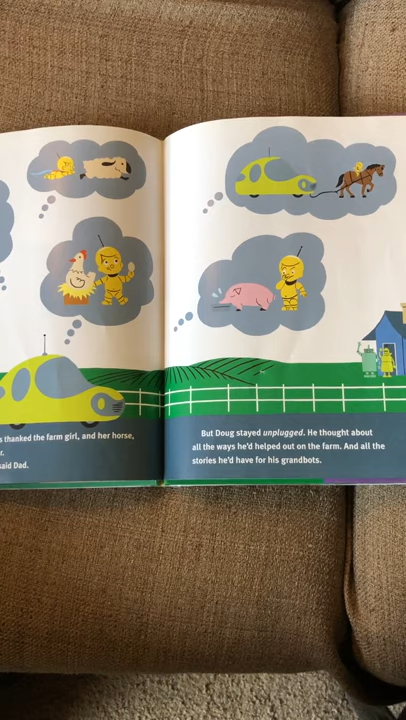 s thanked the farm girl, and her horse,
r.
said Dad.
But Doug stayed unplugged. He thought about
all the ways he'd helped out on the farm. And all the
stories he'd have for his grandbots.